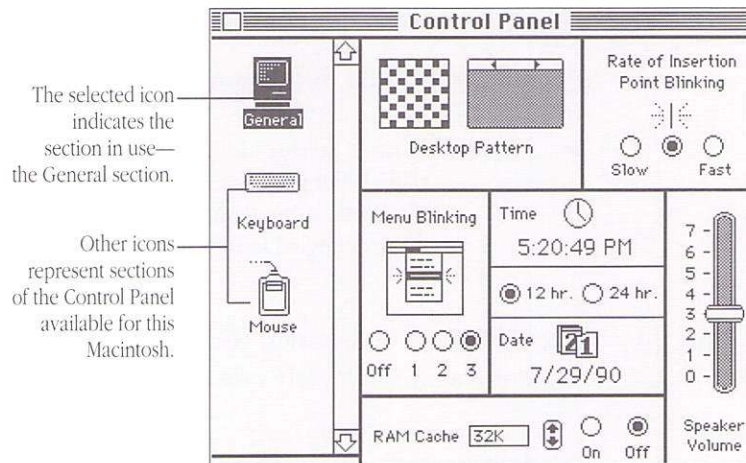 Control Panel
The selected icon
indicates the
section in use—
the General section.
Other icons
represent sections
of the Control Panel
available for this
Macintosh.
General
Keyboard
Mouse
Desktop Pattern
Rate of Insertion
Point Blinking
Slow Fast
Menu Blinking
Off 1 2 3
Time
5:20:49 PM
12 hr. 24 hr.
Date
21
7/29/90
7
6
5
4
3
2
1
0
Speaker
Volume
RAM Cache 32K
On Off